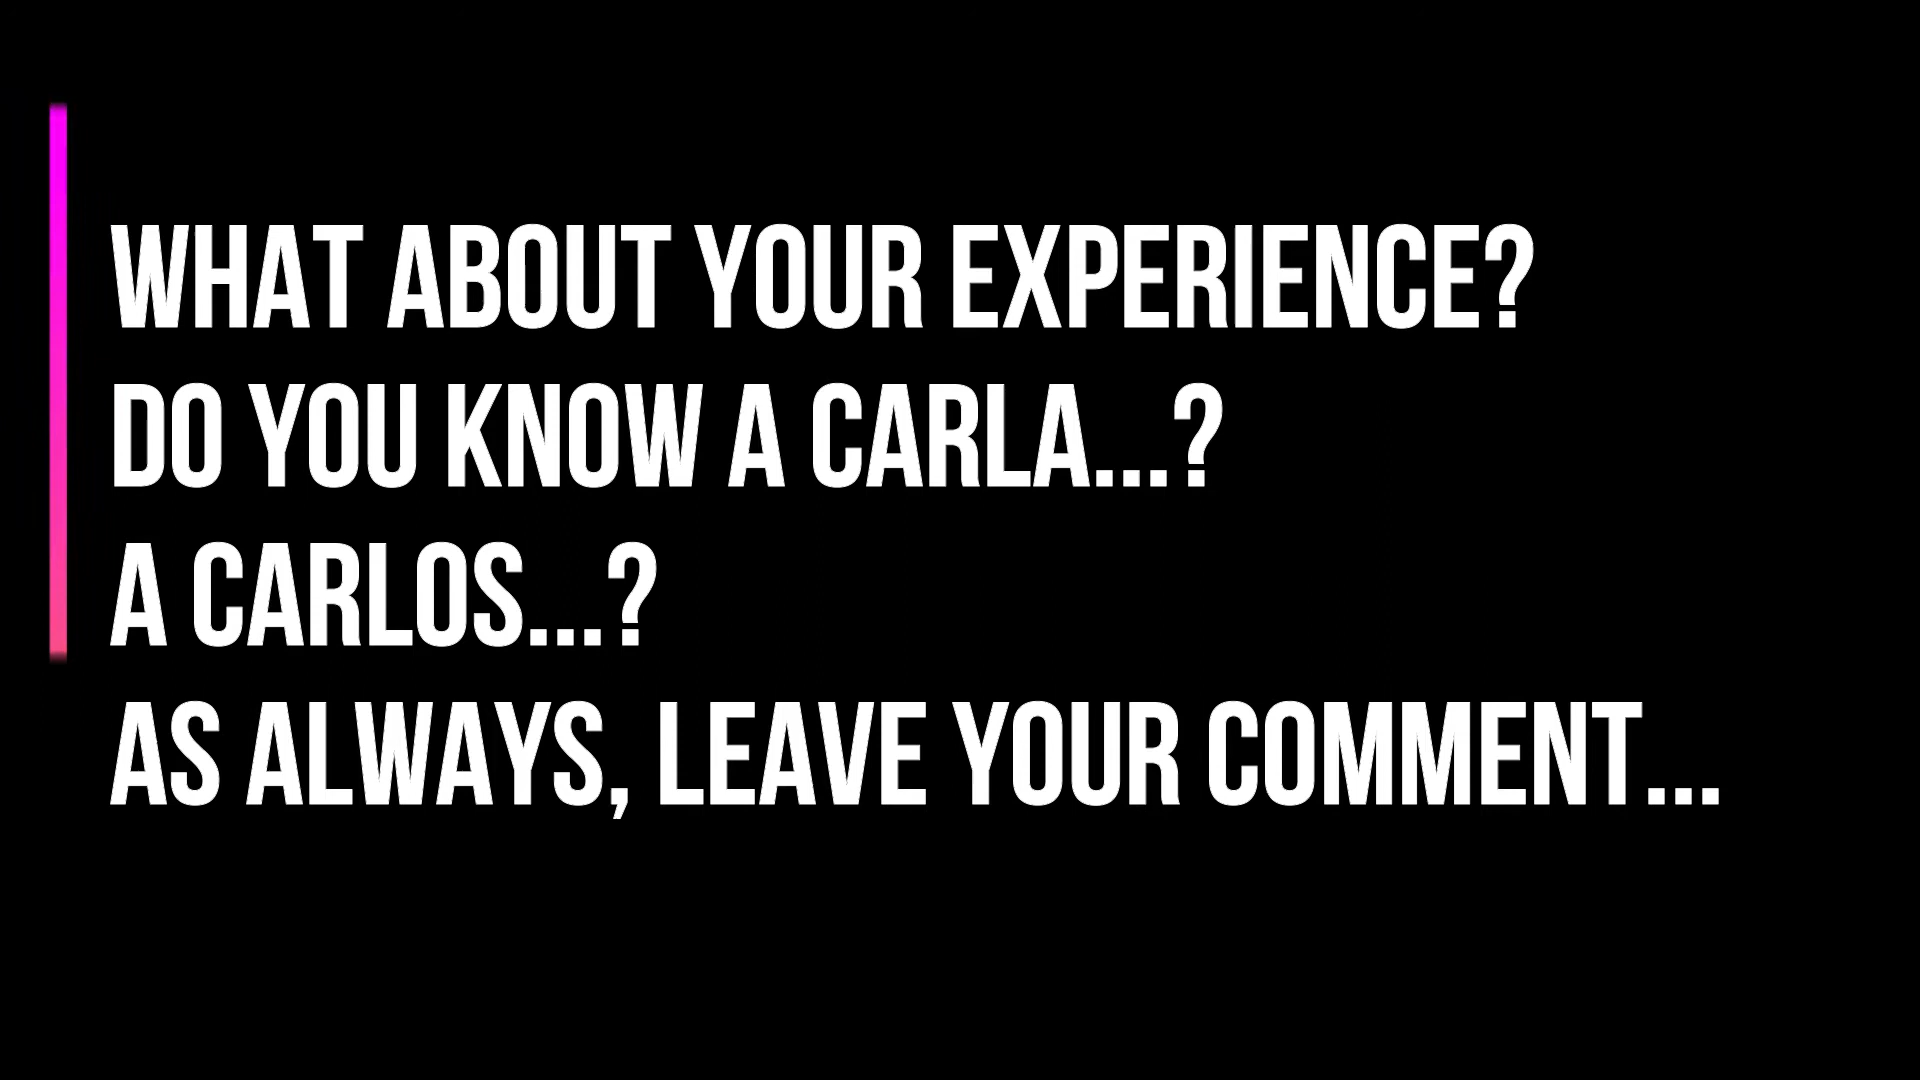 WHAT ABOUT YOUR EXPERIENCE?
DO YOU KNOW A CARLA...?
A CARLOS...?
AS ALWAYS, LEAVE YOUR COMMENT...